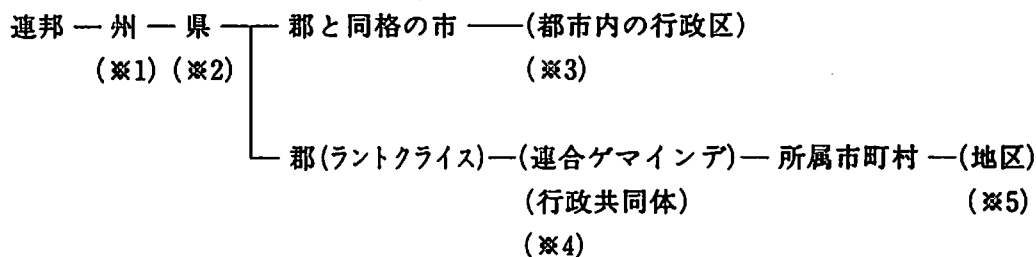 連邦 ― 州 ― 県 郡と同格の市 ――(都市内の行政区)
(※1) (※2) (※3)
郡(ラントクライス)―(連合ゲマインデ)― 所属市町村 ―(地区)
(行政共同体) (※5)
(※4)